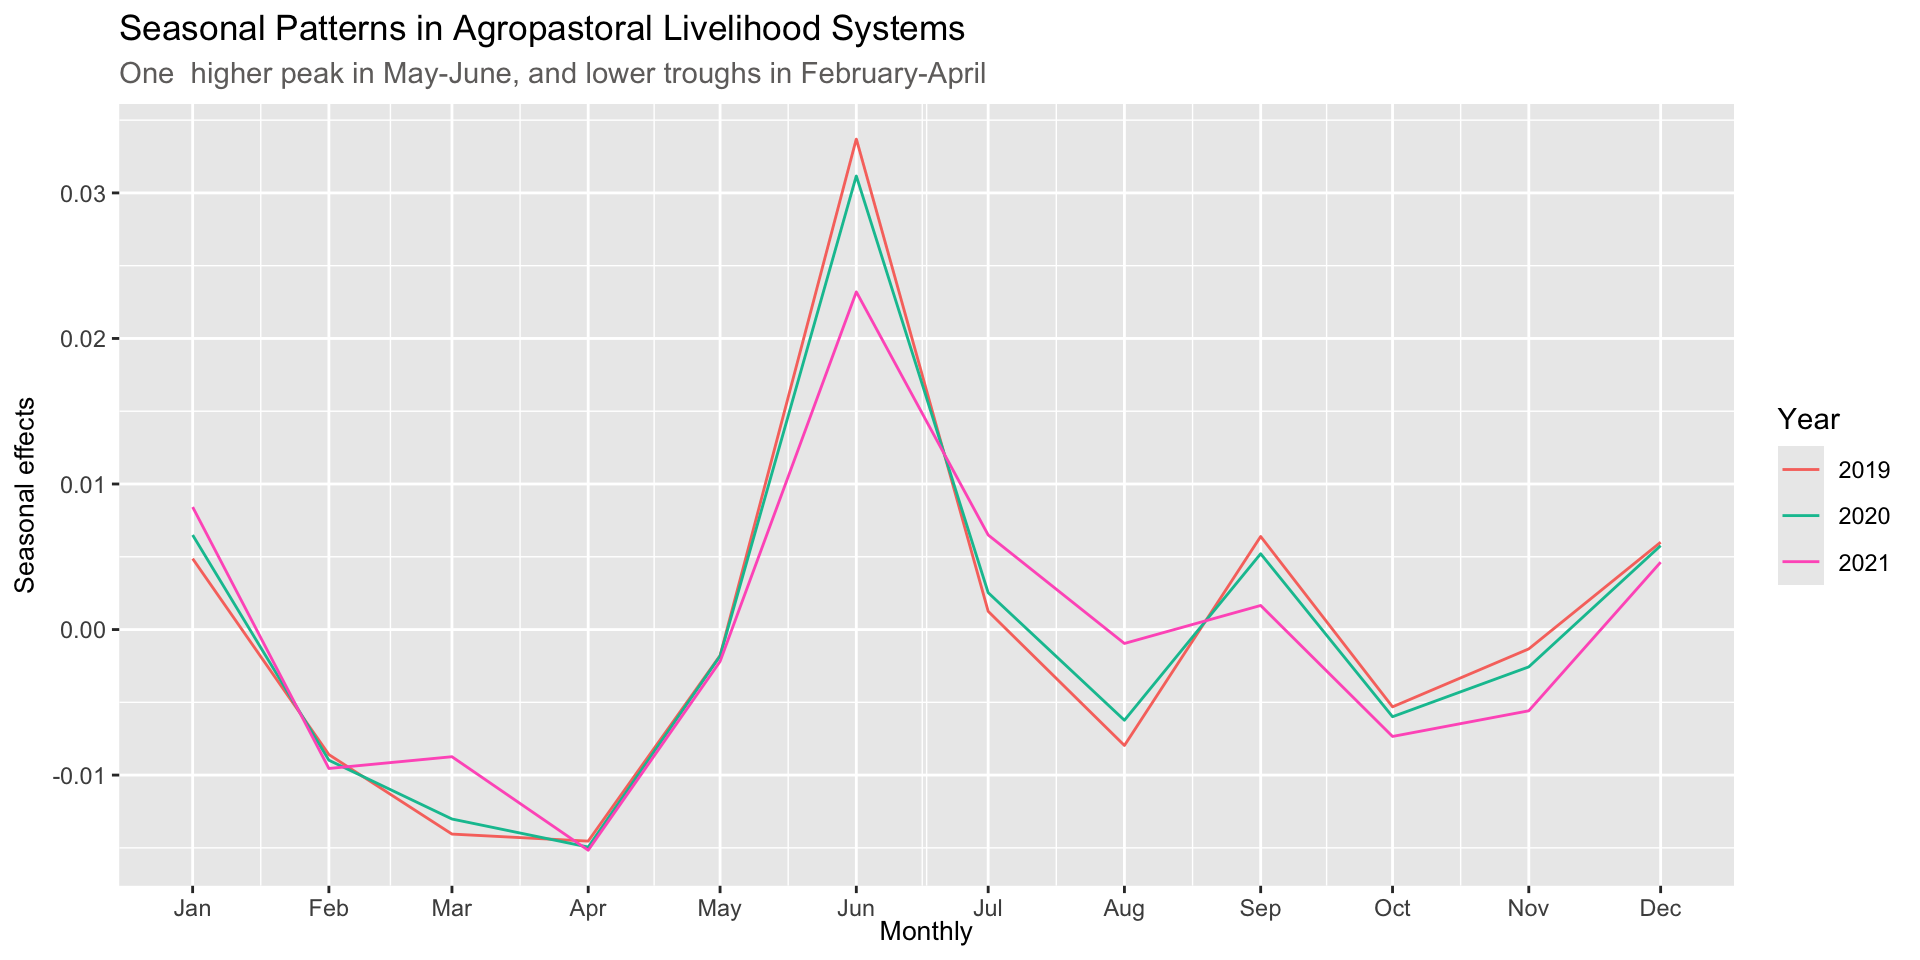 Seasonal Patterns in Agropastoral Livelihood Systems
One  higher peak in May-June, and lower troughs in February-April
Seasonal effects
0.03
0.02
0.01
0.00
-0.01
Jan Feb Mar Apr May Jun Jul Aug Sep Oct Nov Dec
Monthly
Year
2019
2020
2021